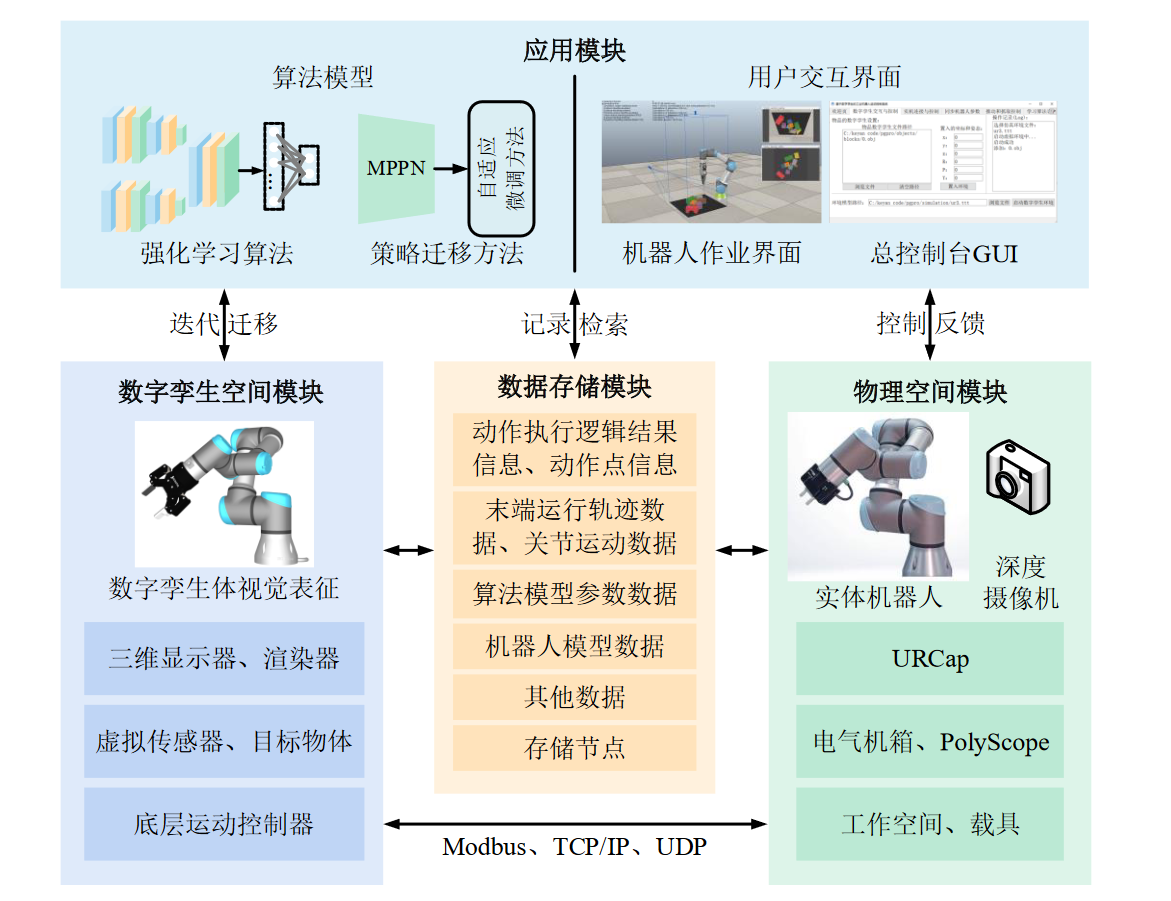 应用模块
算法模型
用户交互界面
MPPN
自适应
微调方法
强化学习算法
策略迁移方法
机器人作业界面
总控制台GUI
迭代 迁移
记录 检索
控制 反馈
数字孪生空间模块
数字孪生体视觉表征
三维显示器、渲染器
虚拟传感器、目标物体
底层运动控制器
数据存储模块
动作执行逻辑结果
信息、动作点信息
末端运行轨迹数
据、关节运动数据
算法模型参数数据
机器人模型数据
其他数据
存储节点
物理空间模块
实体机器人
深度
摄像机
URCap
电气机箱、PolyScope
工作空间、载具
Modbus、TCP/IP、UDP